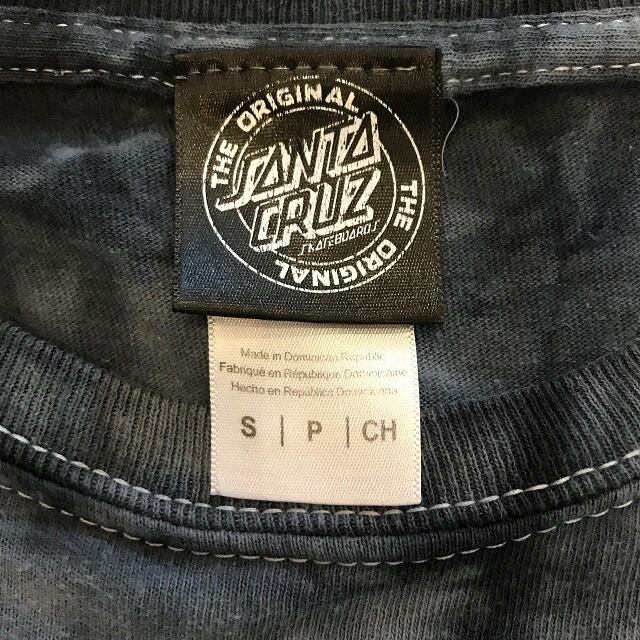 THE ORIGINAL
SANTA
CRUZ
SKATEBOARDS
THE ORIGINAL
Made in Dominican Republic
Fabriqué en République Dominicaine
Hecho en República Dominicana
S | P | CH